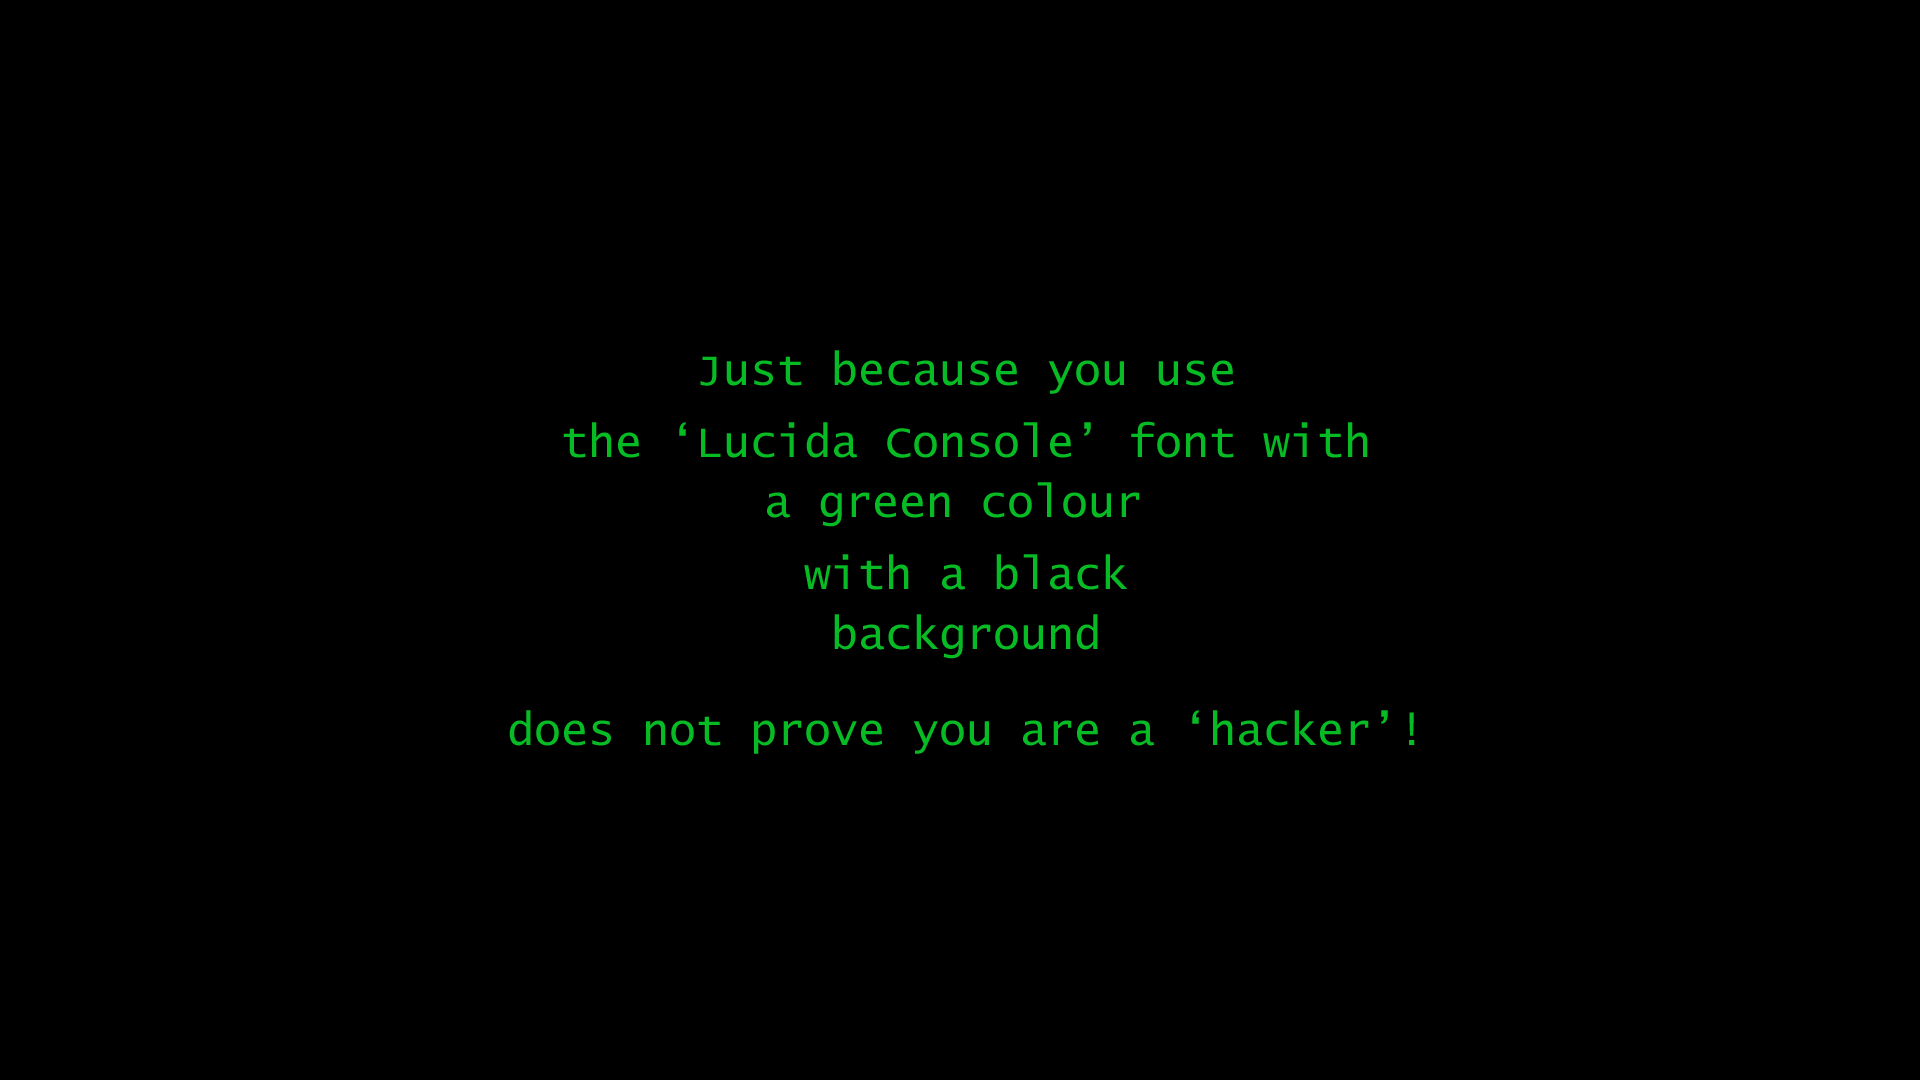 Just because you use
the ‘Lucida Console’ font with
a green colour
with a black
background
does not prove you are a ‘hacker’!